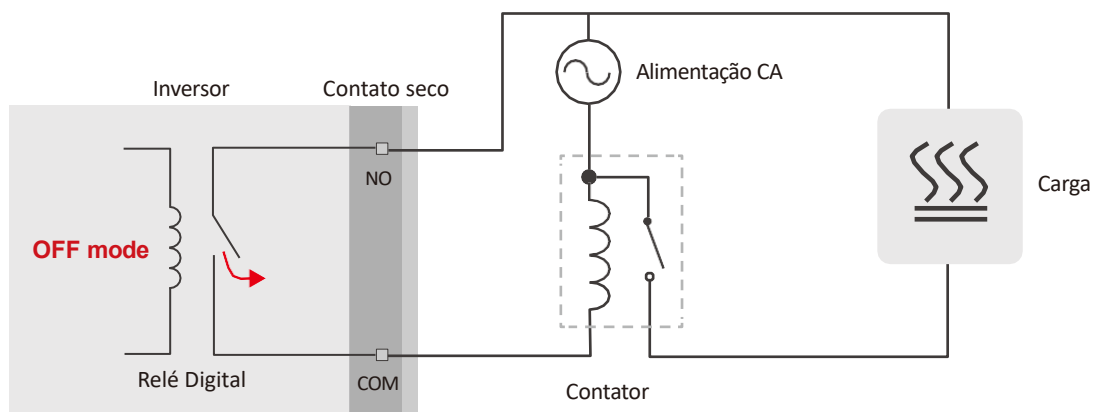 Alimentação CA
Inversor
Contato seco
NO
Carga
OFF mode
Relé Digital
COM
Contator